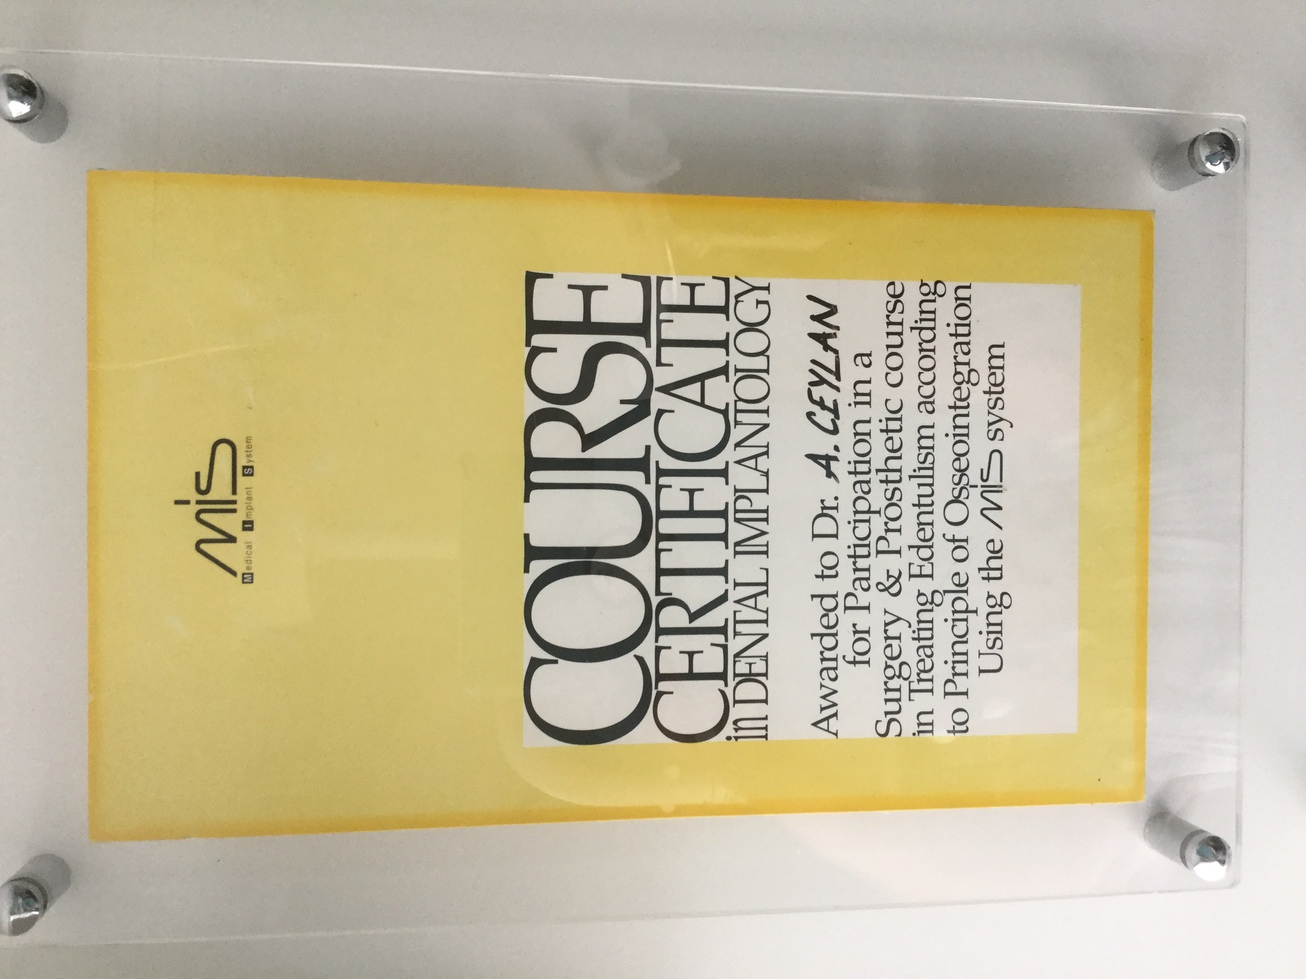 MIS
Medical Implant System
COURSE
CERTIFICATE
in DENTAL IMPLANTIOLOGY
Awarded to Dr. A. CEYLAN
for Participation in a
Surgery & Prosthetic course
in Treating Edentulism according
to Principle of Osseointegration
Using the MIS system